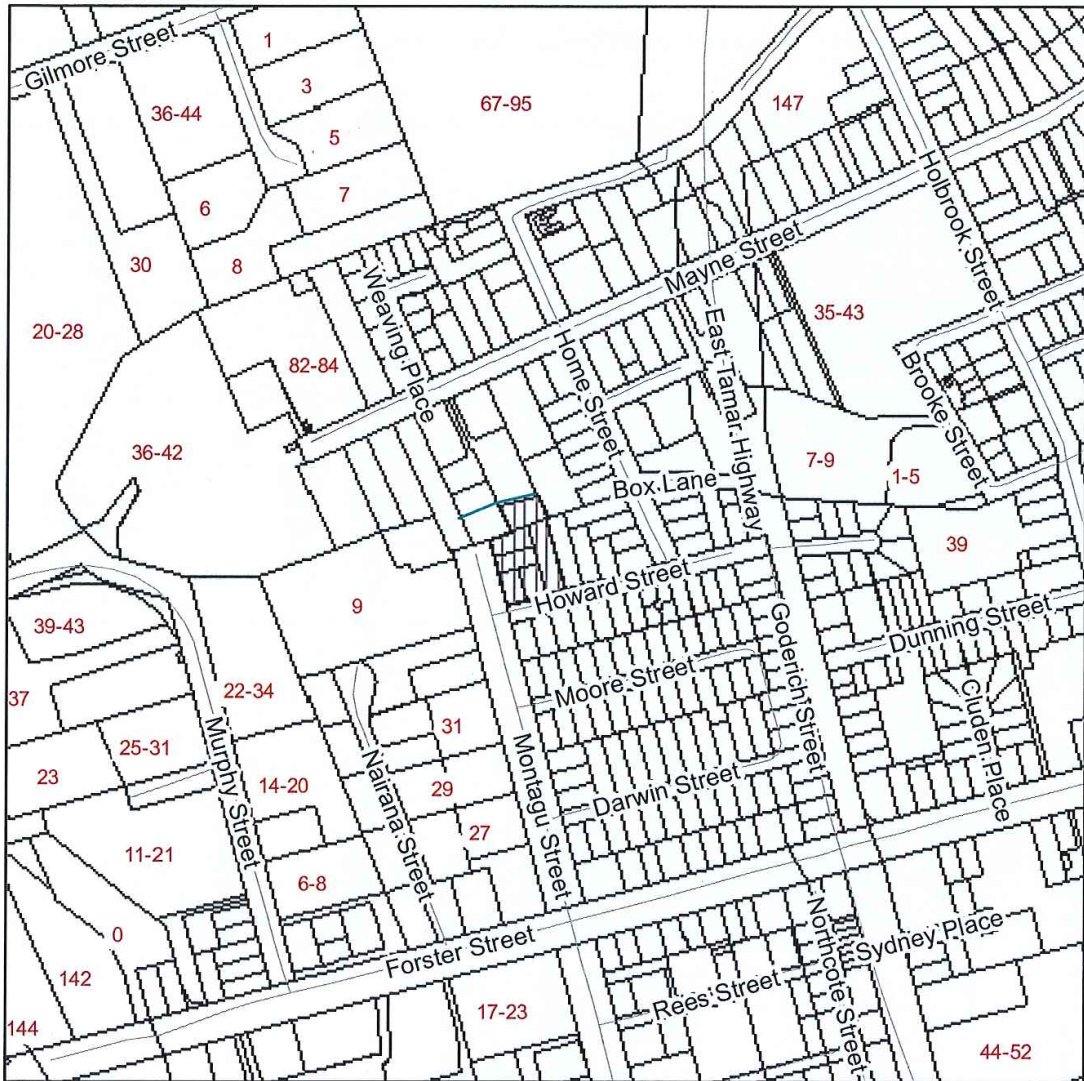 Gilmore Street
1
3
36-44
67-95
147
5
6
7
Holbrook Street
30
8
Mayne Street
Weaving Place
20-28
35-43
82-84
Home Street
East Tamar Highway
Brooke Street
36-42
7-9
1-5
Box Lane
39
Howard Street
9
39-43
Goderich Street
Dunning Street
37
22-34
Moore Street
Cluden Place
31
25-31
Murphy Street
23
14-20
Nairana Street
29
Montagu Street
Darwin Street
27
11-21
6-8
0
Forster Street
Northcote Street
Sydney Place
142
Rees Street
17-23
144
44-52